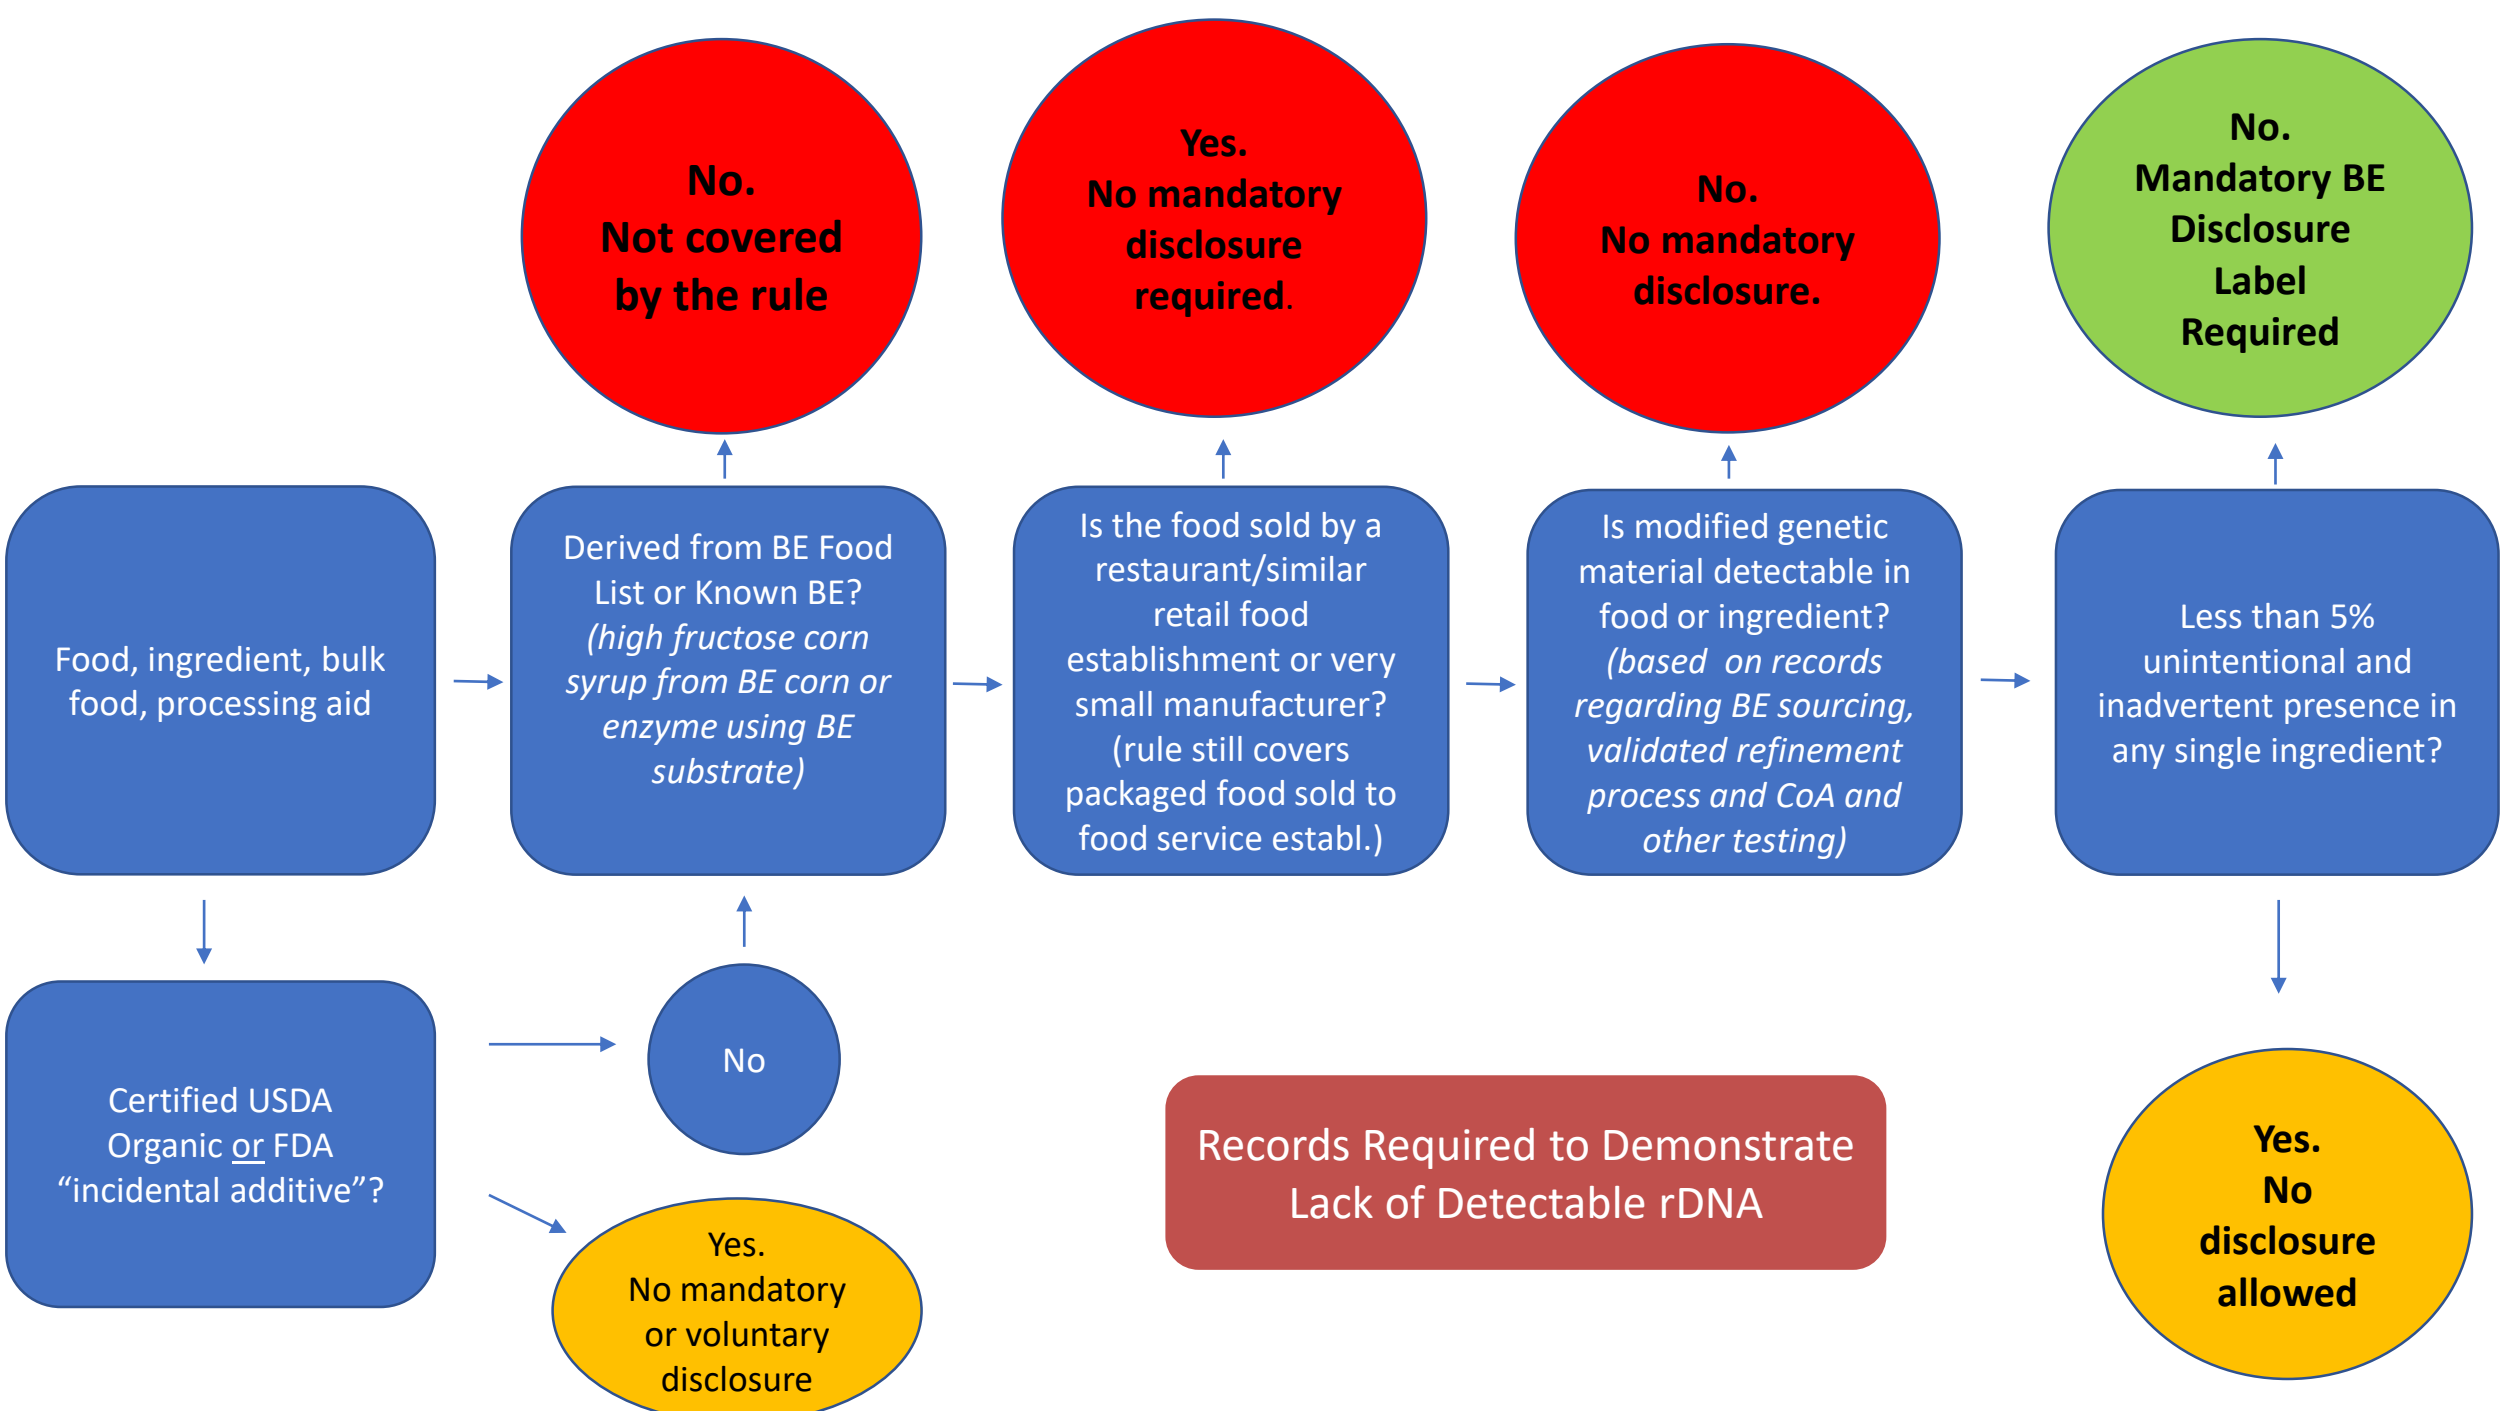 No.
Not covered
by the rule
Yes.
No mandatory
disclosure
required.
No.
No mandatory
disclosure.
No.
Mandatory BE
Disclosure
Label
Required
Food, ingredient, bulk
food, processing aid
Derived from BE Food
List or Known BE?
(high fructose corn
syrup from BE corn or
enzyme using BE
substrate)
Is the food sold by a
restaurant/similar
retail food
establishment or very
small manufacturer?
(rule still covers
packaged food sold to
food service establ.)
Is modified genetic
material detectable in
food or ingredient?
(based on records
regarding BE sourcing,
validated refinement
process and CoA and
other testing)
Less than 5%
unintentional and
inadvertent presence in
any single ingredient?
Certified USDA
Organic or FDA
“incidental additive”?
No
Yes.
No mandatory
or voluntary
disclosure
Records Required to Demonstrate
Lack of Detectable rDNA
Yes.
No
disclosure
allowed